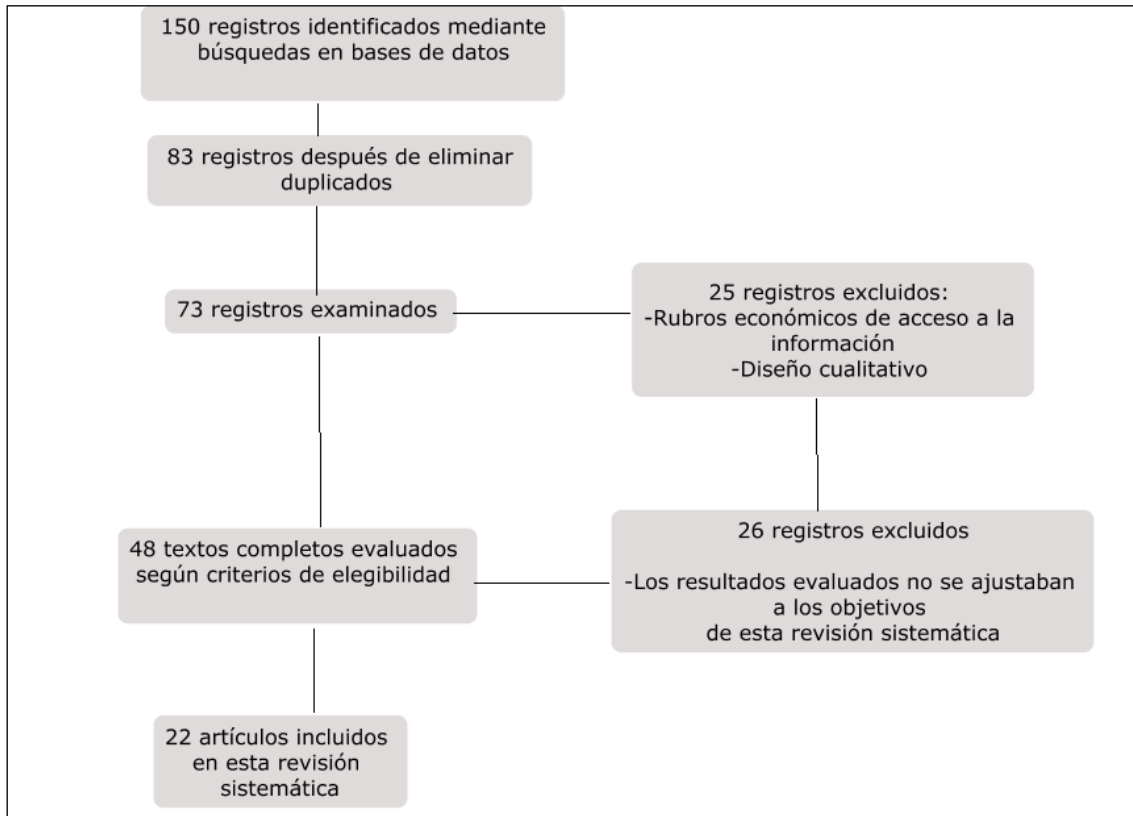 150 registros identificados mediante
búsquedas en bases de datos
83 registros después de eliminar
duplicados
73 registros examinados
25 registros excluidos:
-Rubros económicos de acceso a la
información
-Diseño cualitativo
48 textos completos evaluados
según criterios de elegibilidad
26 registros excluidos
-Los resultados evaluados no se ajustaban
a los objetivos
de esta revisión sistemática
22 artículos incluidos
en esta revisión
sistemática